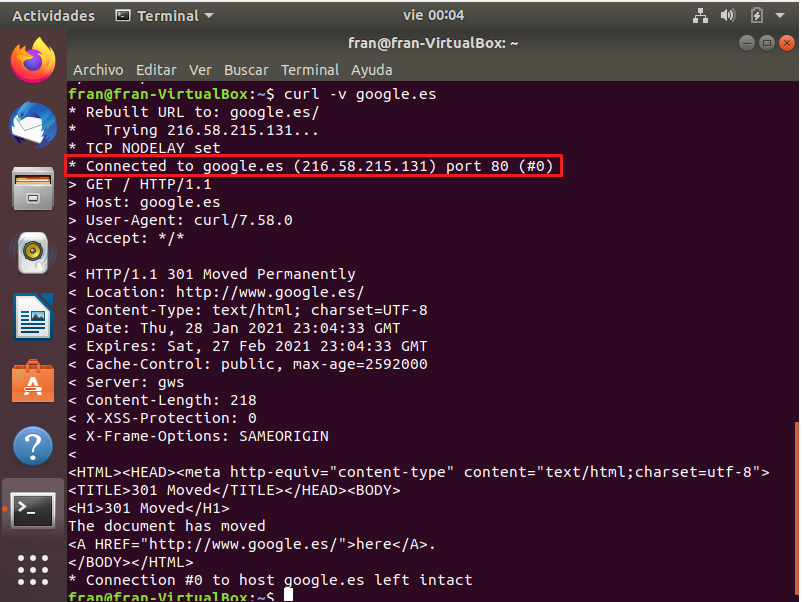 Actividades Terminal vie 00:04
fran@fran-VirtualBox: ~
Archivo Editar Ver Buscar Terminal Ayuda
fran@fran-VirtualBox:~$ curl -v google.es
* Rebuilt URL to: google.es/
*   Trying 216.58.215.131...
* TCP_NODELAY set
* Connected to google.es (216.58.215.131) port 80 (#0)
> GET / HTTP/1.1
> Host: google.es
> User-Agent: curl/7.58.0
> Accept: */*
>
< HTTP/1.1 301 Moved Permanently
< Location: http://www.google.es/
< Content-Type: text/html; charset=UTF-8
< Date: Thu, 28 Jan 2021 23:04:33 GMT
< Expires: Sat, 27 Feb 2021 23:04:33 GMT
< Cache-Control: public, max-age=2592000
< Server: gws
< Content-Length: 218
< X-XSS-Protection: 0
< X-Frame-Options: SAMEORIGIN
<
<HTML><HEAD><meta http-equiv="content-type" content="text/html;charset=utf-8">
<TITLE>301 Moved</TITLE></HEAD><BODY>
<H1>301 Moved</H1>
The document has moved
<A HREF="http://www.google.es/">here</A>.
</BODY></HTML>
* Connection #0 to host google.es left intact
fran@fran-VirtualBox:~$